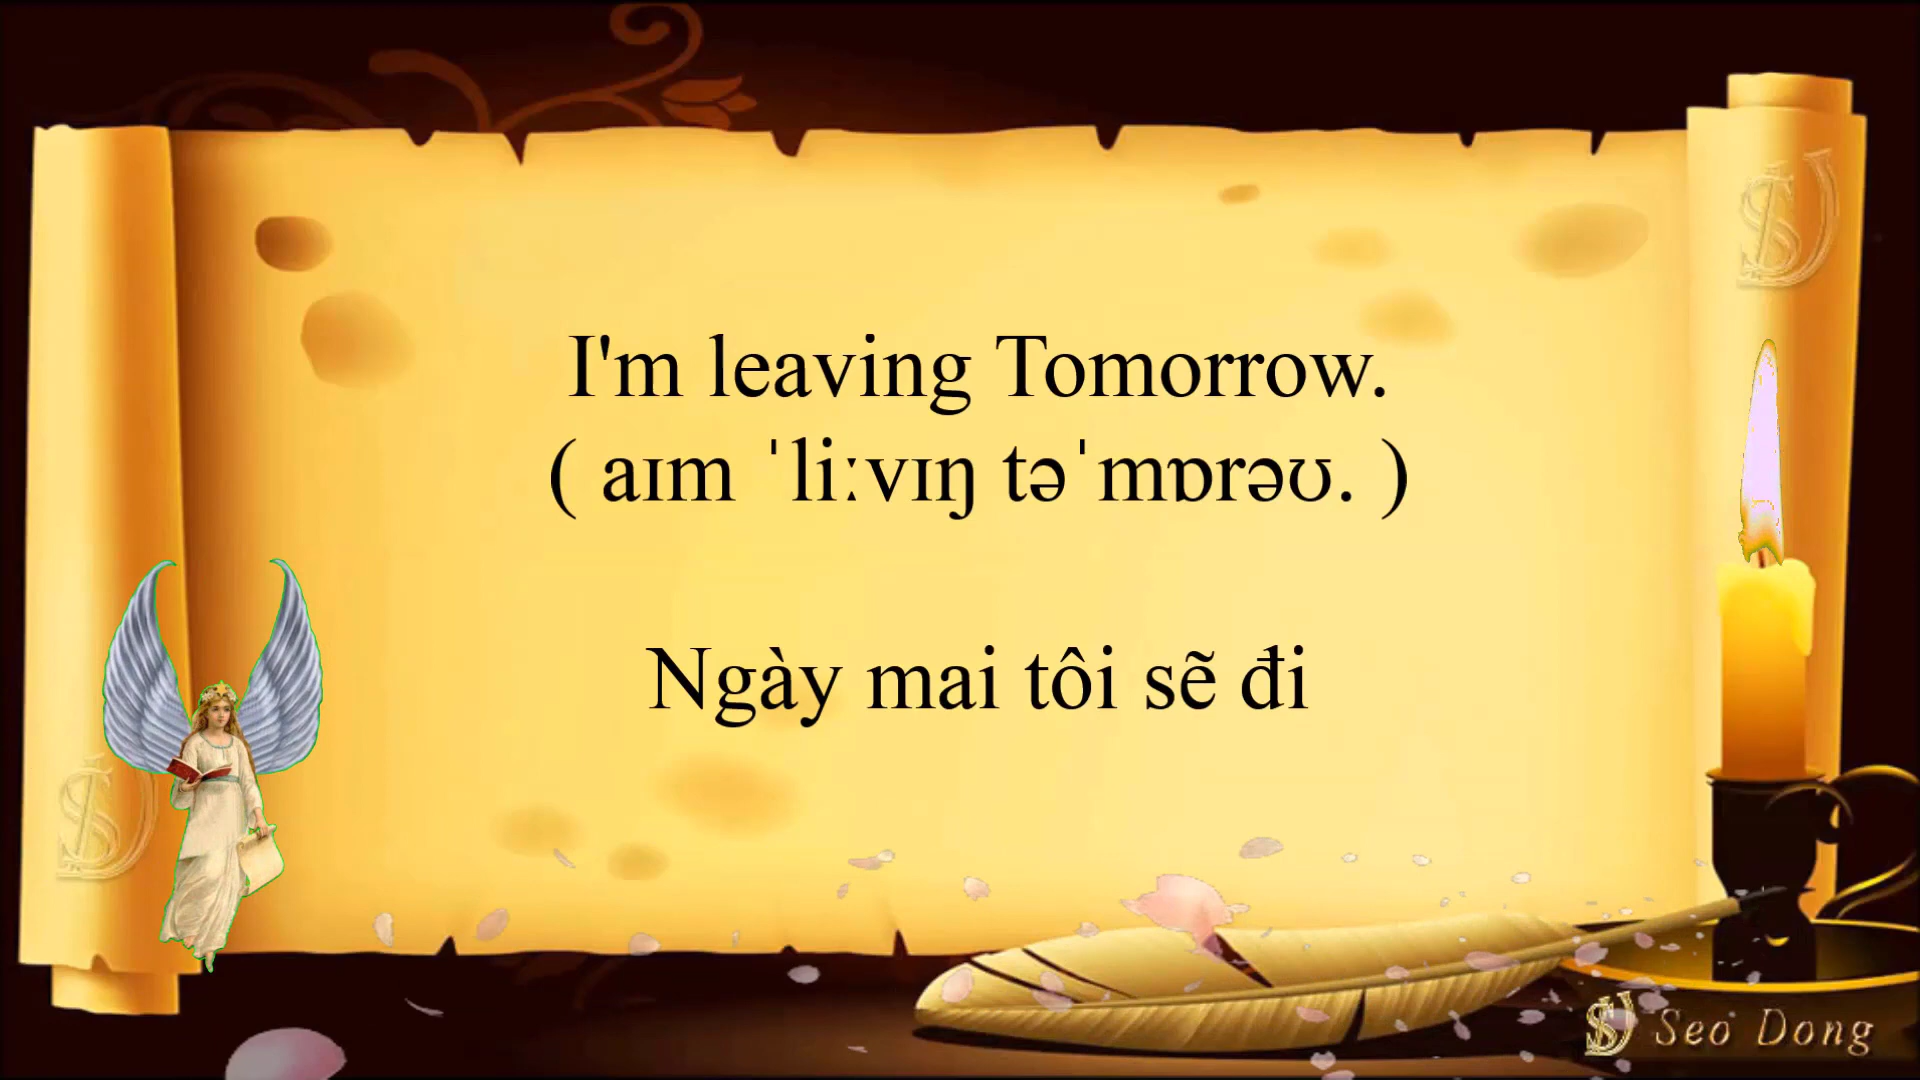 I'm leaving Tomorrow.
( aɪm ˈliːvɪŋ təˈmɒrəʊ. )
Ngày mai tôi sẽ đi
Seo Dong